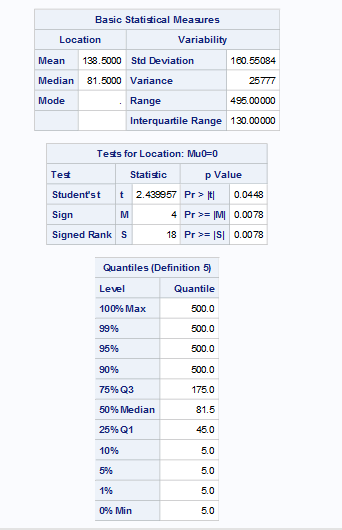 Basic Statistical Measures
Location Variability
Mean 138.5000 Std Deviation 160.55084
Median 81.5000 Variance 25777
Mode . Range 495.00000
Interquartile Range 130.00000
Tests for Location: Mu0=0
Test Statistic p Value
Student's t t 2.439957 Pr > |t| 0.0448
Sign M 4 Pr >= |M| 0.0078
Signed Rank S 18 Pr >= |S| 0.0078
Quantiles (Definition 5)
Level Quantile
100% Max 500.0
99% 500.0
95% 500.0
90% 500.0
75% Q3 175.0
50% Median 81.5
25% Q1 45.0
10% 5.0
5% 5.0
1% 5.0
0% Min 5.0